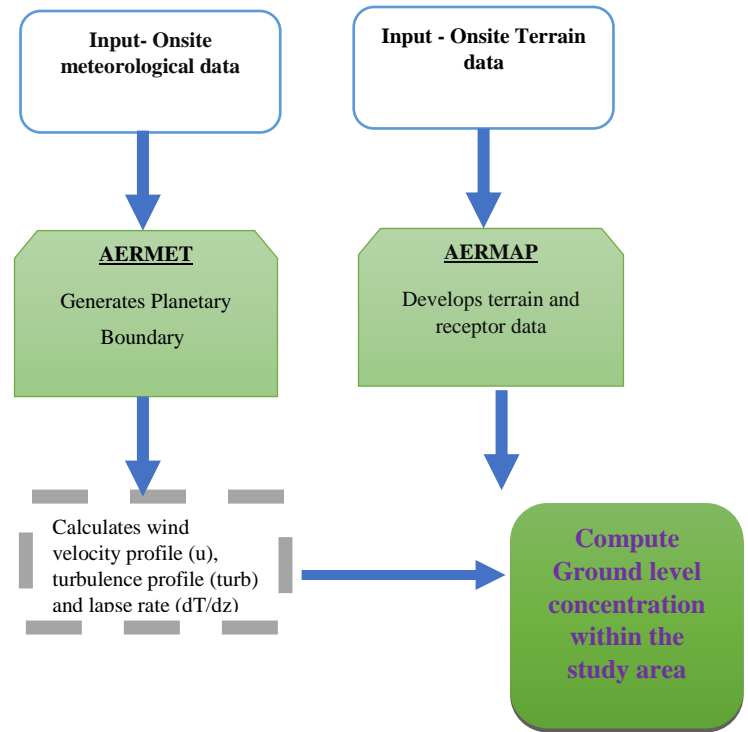 Input- Onsite
meteorological data
Input - Onsite Terrain
data
AERMET
Generates Planetary
Boundary
AERMAP
Develops terrain and
receptor data
Calculates wind
velocity profile (u),
turbulence profile (turb)
and lapse rate (dT/dz)
Compute
Ground level
concentration
within the
study area